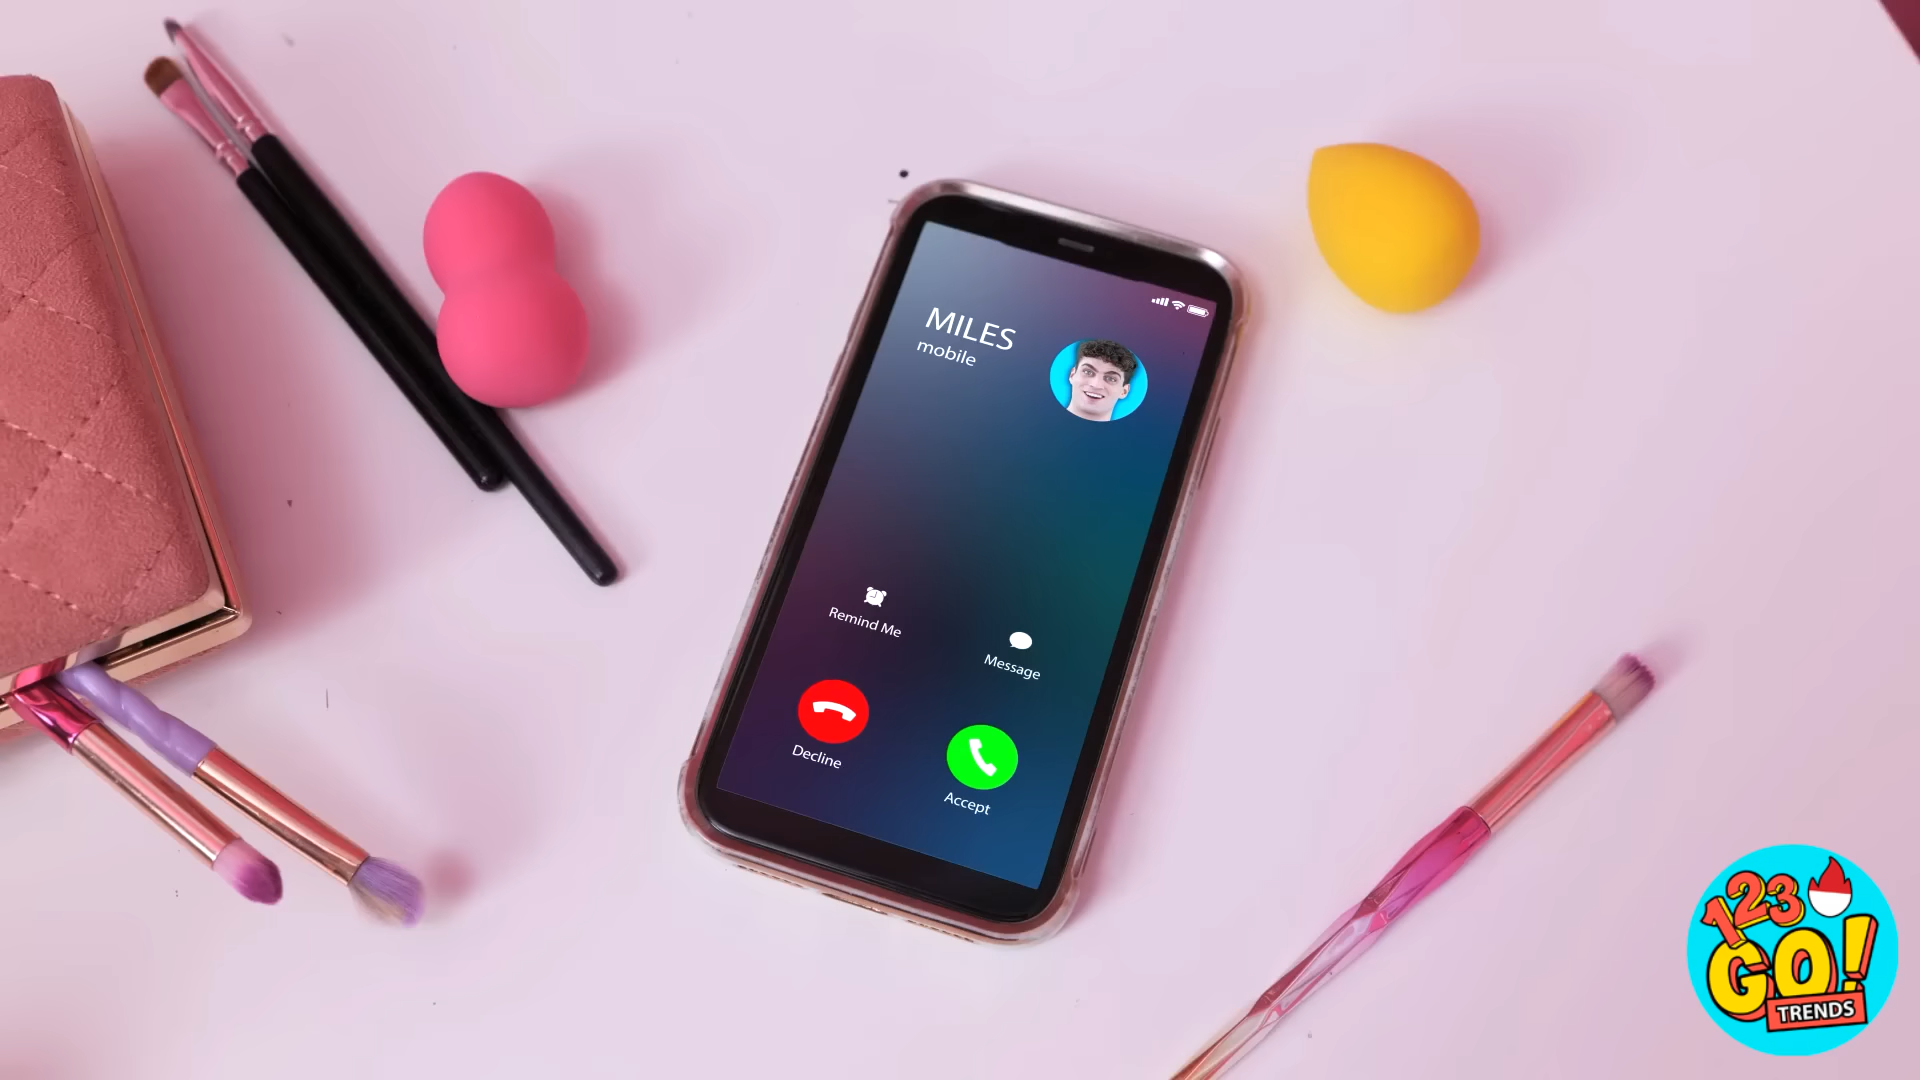 MILES
mobile
Remind Me
Message
Decline
Accept
123
GO!
TRENDS